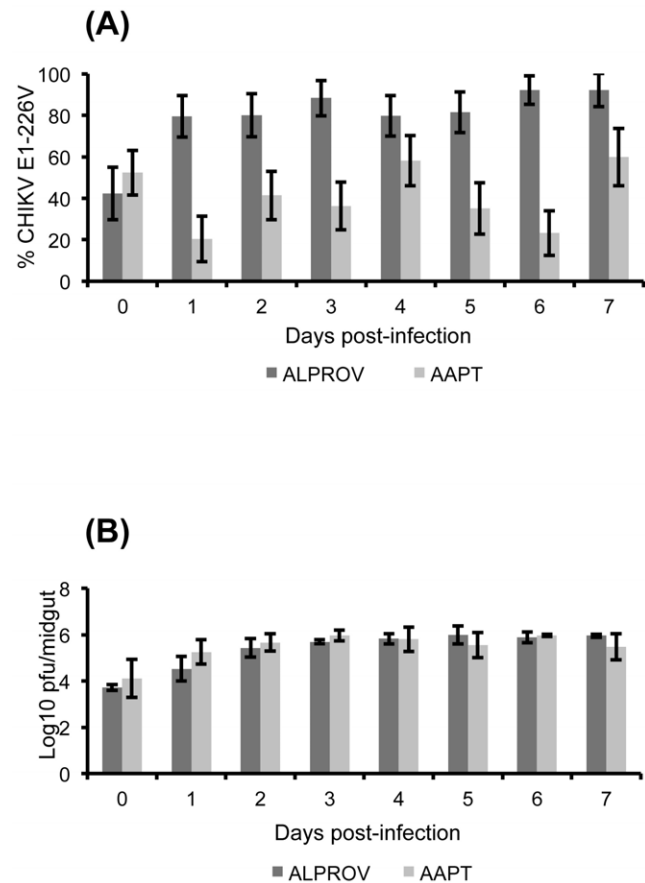 (A)
% CHIKV E1-226V
100
80
60
40
20
0
0 1 2 3 4 5 6 7
Days post-infection
ALPROV AAPT
(B)
Log10 pfu/midgut
8
6
4
2
0
0 1 2 3 4 5 6 7
Days post-infection
ALPROV AAPT